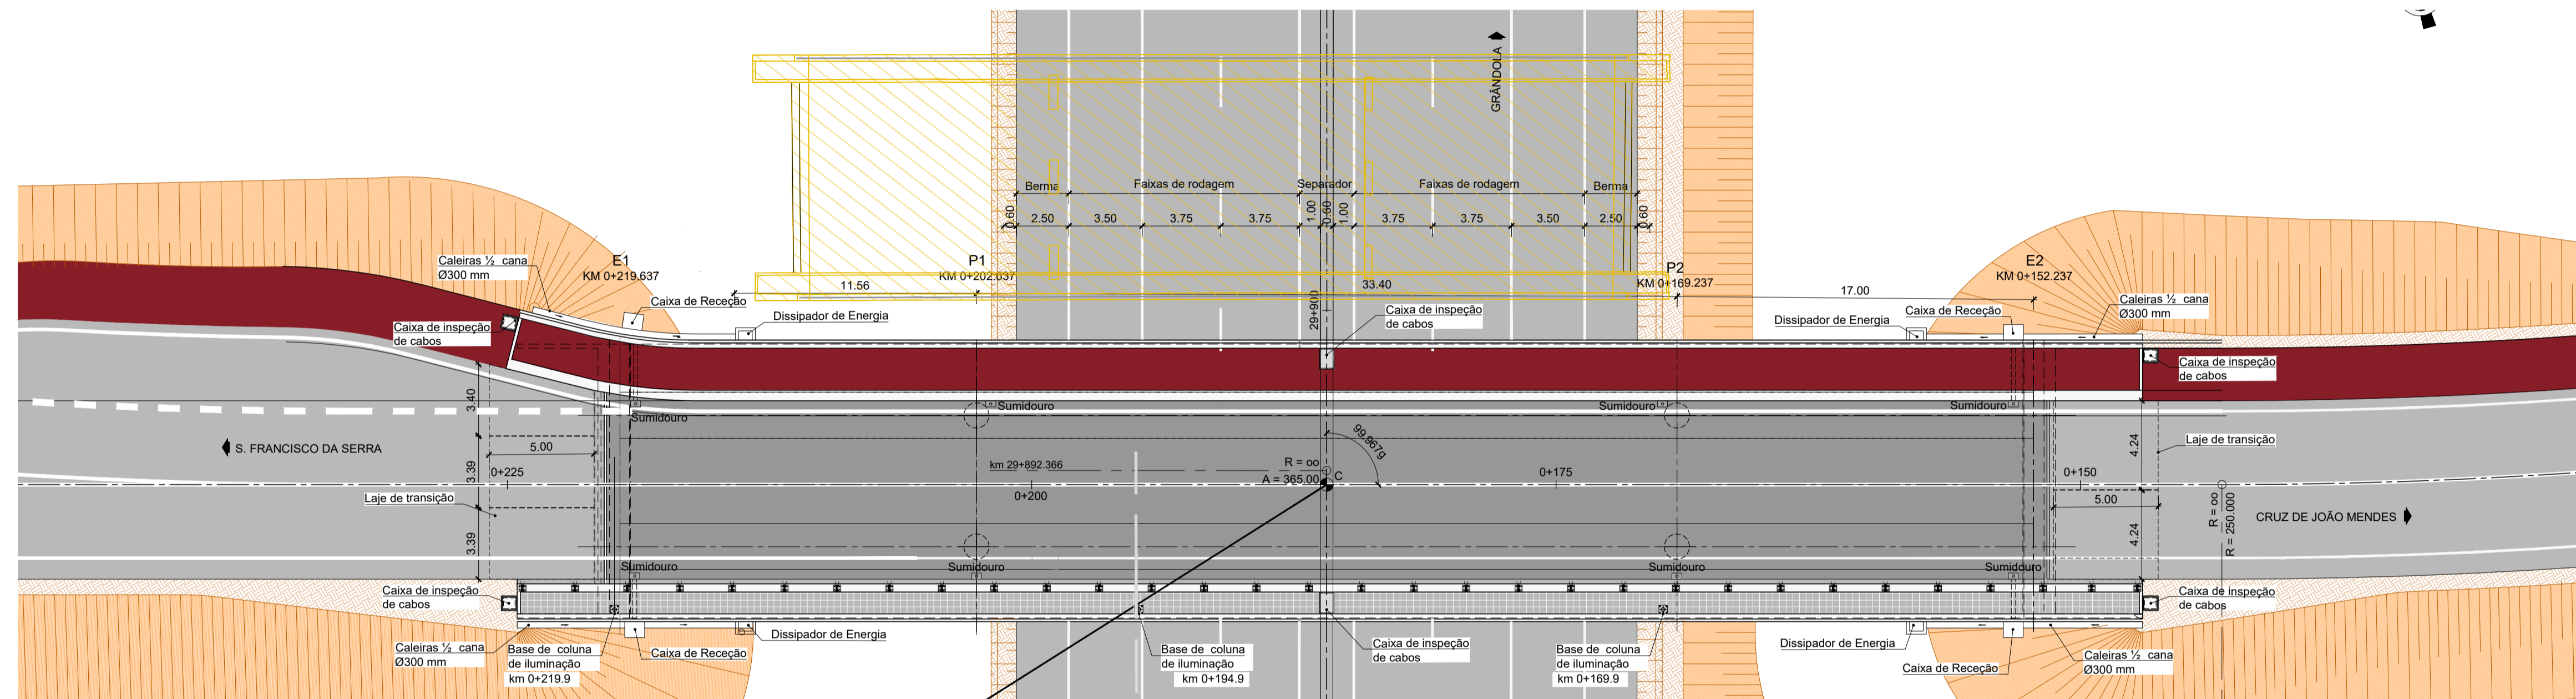 GRÂNDOLA
Berma
Faixas de rodagem
Separador
Faixas de rodagem
Berma
0.60
2.50
3.50
3.75
3.75
1.00
0.60
1.00
3.75
3.75
3.50
2.50
0.60
Caleiras ½ cana
Ø300 mm
E1
KM 0+219.637
P1
KM 0+202.637
P2
KM 0+169.237
E2
KM 0+152.237
11.56
33.40
17.00
29+900
Caixa de Receção
Dissipador de Energia
Caixa de inspeção
de cabos
Caixa de inspeção
de cabos
Dissipador de Energia
Caixa de Receção
Caleiras ½ cana
Ø300 mm
Caixa de inspeção
de cabos
3.40
Sumidouro
Sumidouro
Sumidouro
Sumidouro
99.967g
S. FRANCISCO DA SERRA
5.00
4.24
Laje de transição
0+225
3.39
km 29+892.366
R = oo
A = 365.00
C
0+200
0+175
0+150
Laje de transição
5.00
R = oo
R = 250.000
CRUZ DE JOÃO MENDES
3.39
4.24
Sumidouro
Sumidouro
Sumidouro
Sumidouro
Caixa de inspeção
de cabos
Caixa de inspeção
de cabos
Caleiras ½ cana
Ø300 mm
Base de coluna
de iluminação
km 0+219.9
Caixa de Receção
Dissipador de Energia
Base de coluna
de iluminação
km 0+194.9
Caixa de inspeção
de cabos
Base de coluna
de iluminação
km 0+169.9
Dissipador de Energia
Caixa de Receção
Caleiras ½ cana
Ø300 mm